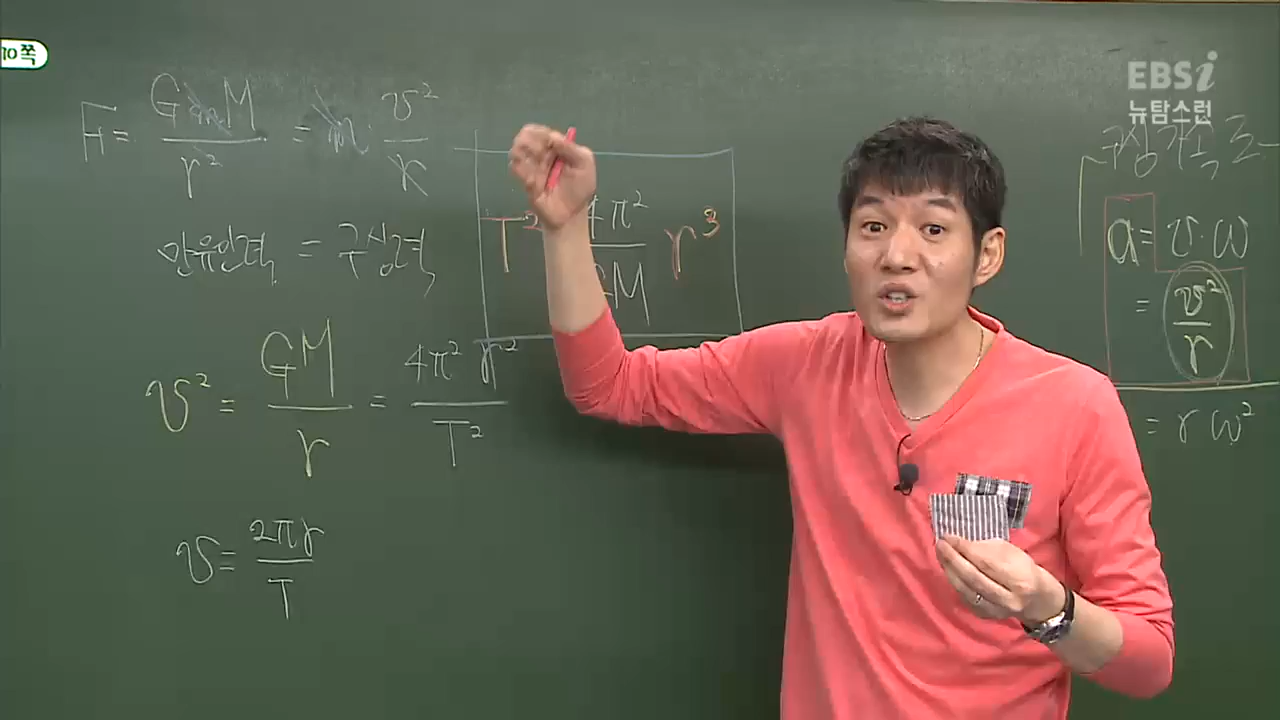 10쪽
EBSi
뉴탐스런
F = GmM/r² = m · v²/r
만유인력 = 구심력
T² 4π²/GM r³
v² = GM/r = 4π²r²/T²
v = 2πr/T
구심가속도
a = v·ω
= v²/r
= rω²